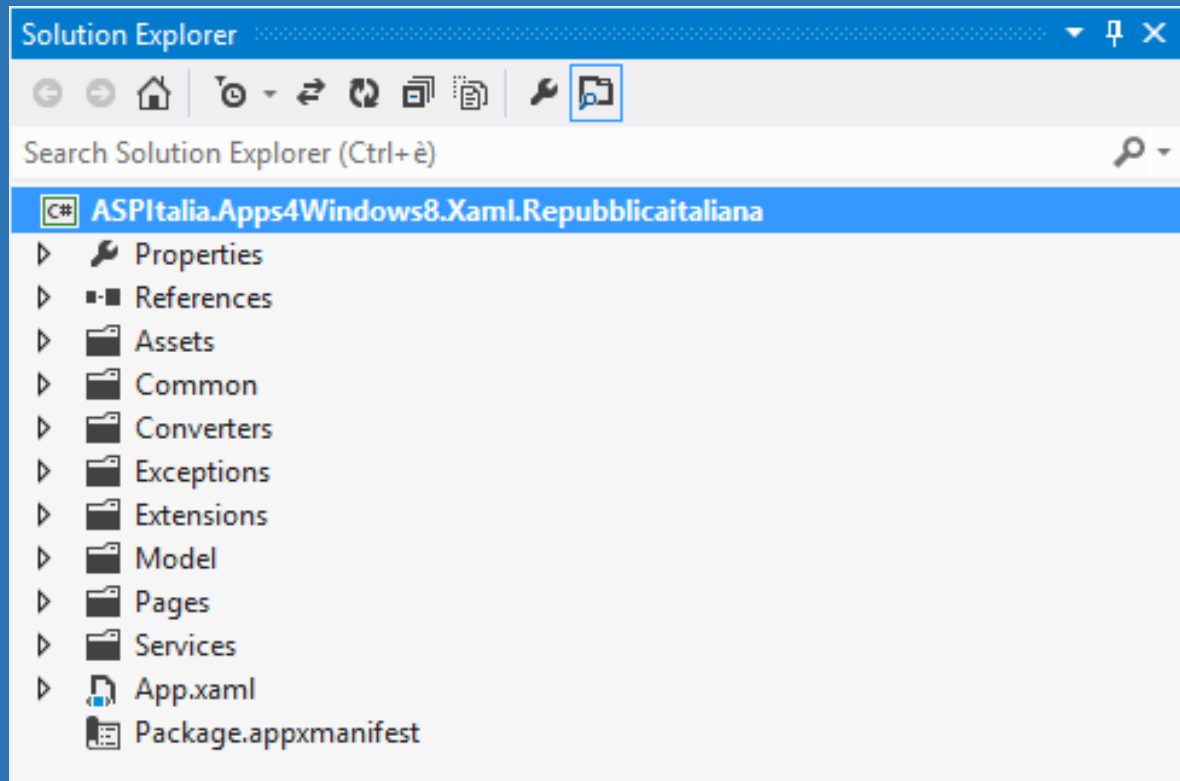 Solution Explorer
Search Solution Explorer (Ctrl+è)
C# ASPItalia.Apps4Windows8.Xaml.Repubblicaitaliana
Properties
References
Assets
Common
Converters
Exceptions
Extensions
Model
Pages
Services
App.xaml
Package.appxmanifest